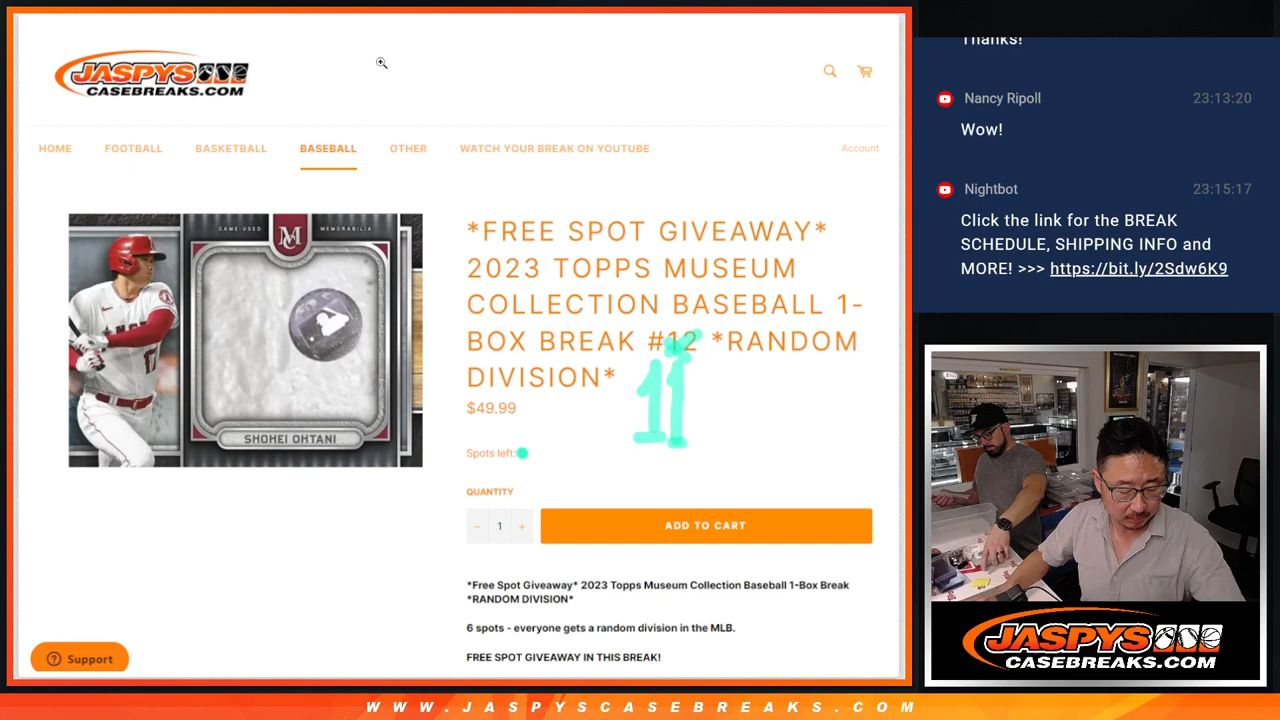 JASPYS
CASEBREAKS.COM
HOME FOOTBALL BASKETBALL BASEBALL OTHER WATCH YOUR BREAK ON YOUTUBE Account
GAME-USED M MEMORABILIA
ANGELS
17
SHOHEI OHTANI
*FREE SPOT GIVEAWAY*
2023 TOPPS MUSEUM
COLLECTION BASEBALL 1-
BOX BREAK #12 *RANDOM
DIVISION*
11
$49.99
Spots left:
QUANTITY
− 1 +
ADD TO CART
*Free Spot Giveaway* 2023 Topps Museum Collection Baseball 1-Box Break
*RANDOM DIVISION*
6 spots - everyone gets a random division in the MLB.
FREE SPOT GIVEAWAY IN THIS BREAK!
Support
Thanks!
Nancy Ripoll 23:13:20
Wow!
Nightbot 23:15:17
Click the link for the BREAK
SCHEDULE, SHIPPING INFO and
MORE! >>> https://bit.ly/2Sdw6K9
JASPYS
CASEBREAKS.COM
WWW.JASPYSCASEBREAKS.COM